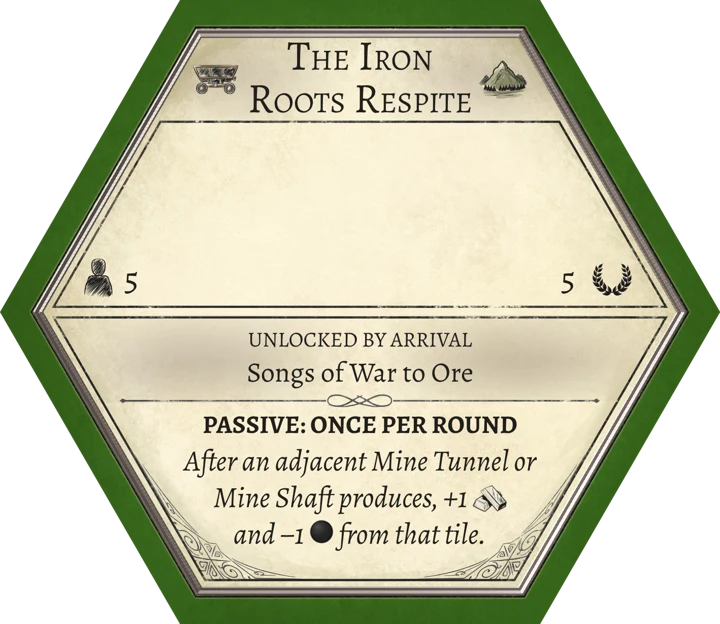 The Iron
Roots Respite
5
5
UNLOCKED BY ARRIVAL
Songs of War to Ore
PASSIVE: ONCE PER ROUND
After an adjacent Mine Tunnel or
Mine Shaft produces, +1
and –1 from that tile.